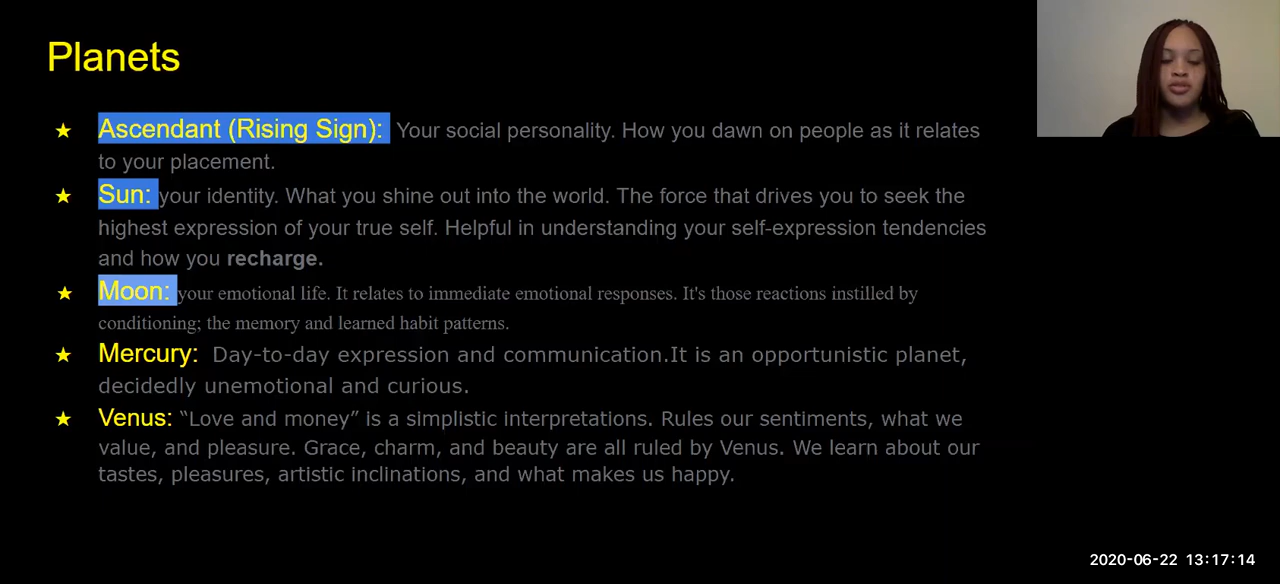 Planets
★ Ascendant (Rising Sign): Your social personality. How you dawn on people as it relates
to your placement.
★ Sun: your identity. What you shine out into the world. The force that drives you to seek the
highest expression of your true self. Helpful in understanding your self-expression tendencies
and how you recharge.
★ Moon: your emotional life. It relates to immediate emotional responses. It's those reactions instilled by
conditioning; the memory and learned habit patterns.
★ Mercury: Day-to-day expression and communication.It is an opportunistic planet,
decidedly unemotional and curious.
★ Venus: “Love and money” is a simplistic interpretations. Rules our sentiments, what we
value, and pleasure. Grace, charm, and beauty are all ruled by Venus. We learn about our
tastes, pleasures, artistic inclinations, and what makes us happy.
2020-06-22 13:17:14